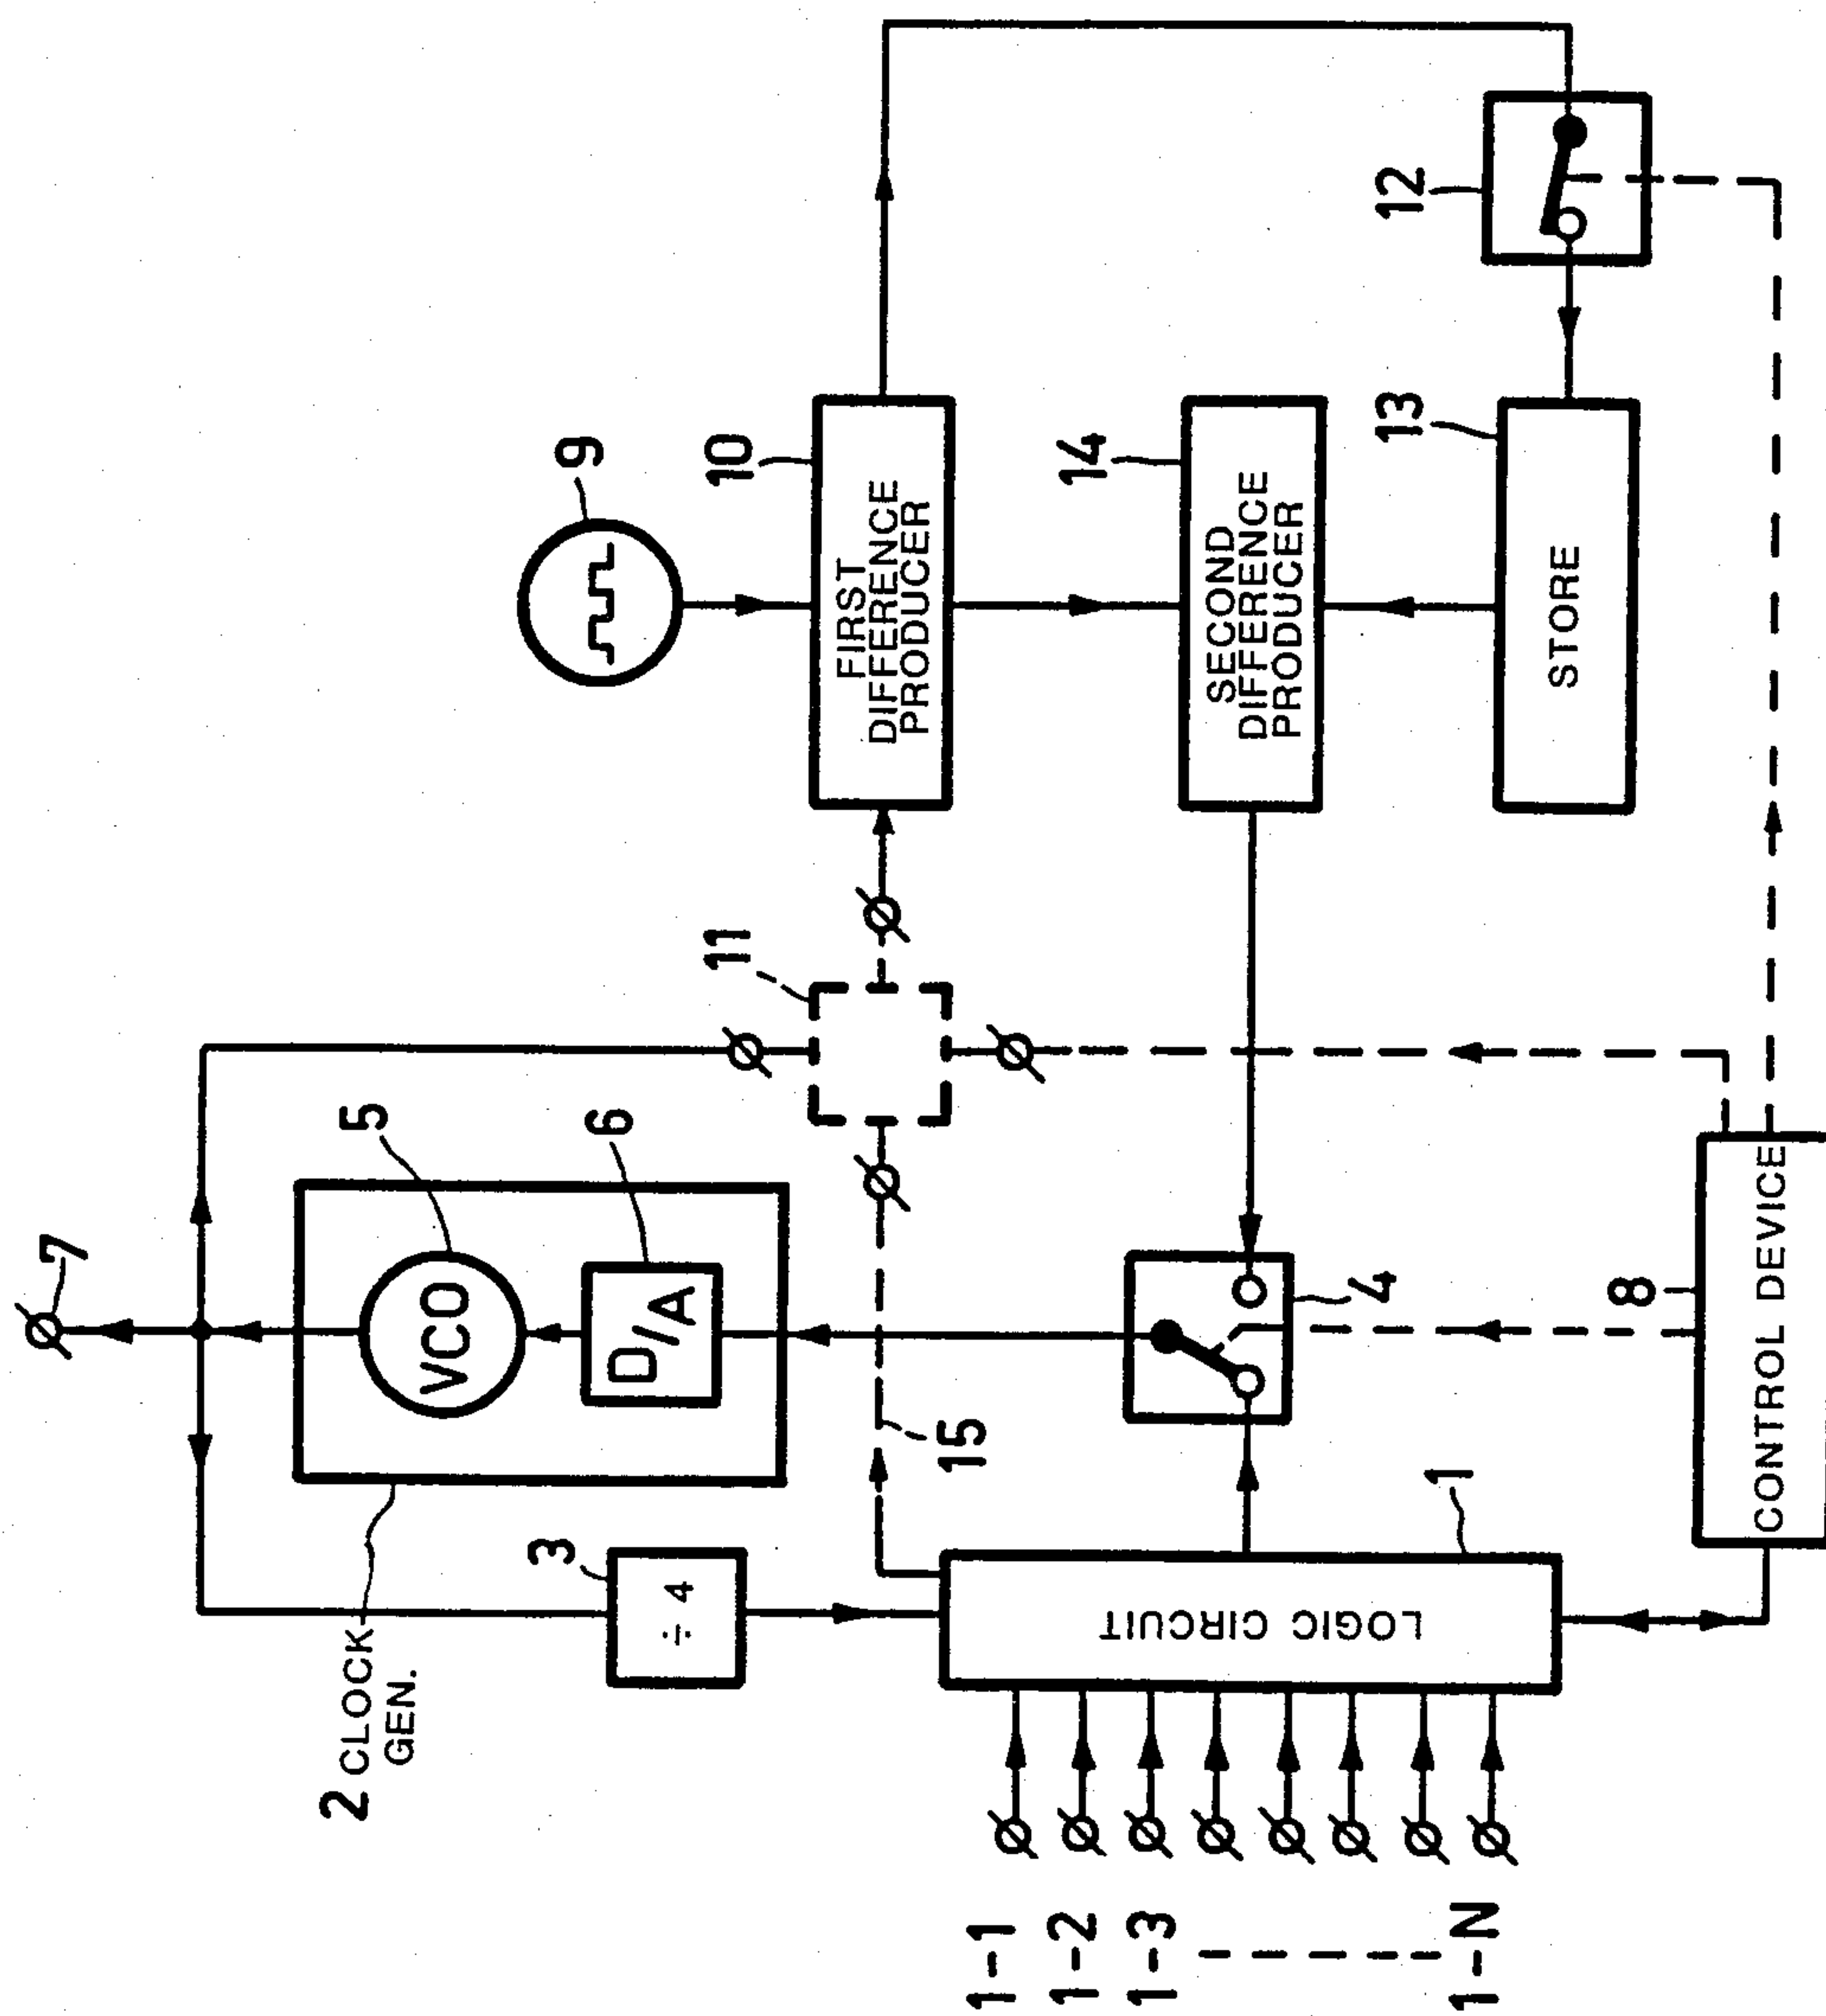 7
5
VCO
6
D/A
2 CLOCK
GEN.
3
÷ 4
9
10
FIRST
DIFFERENCE
PRODUCER
11
15
14
SECOND
DIFFERENCE
PRODUCER
12
13
STORE
4
1
LOGIC CIRCUIT
8
CONTROL DEVICE
1-1
1-2
1-3
1-N